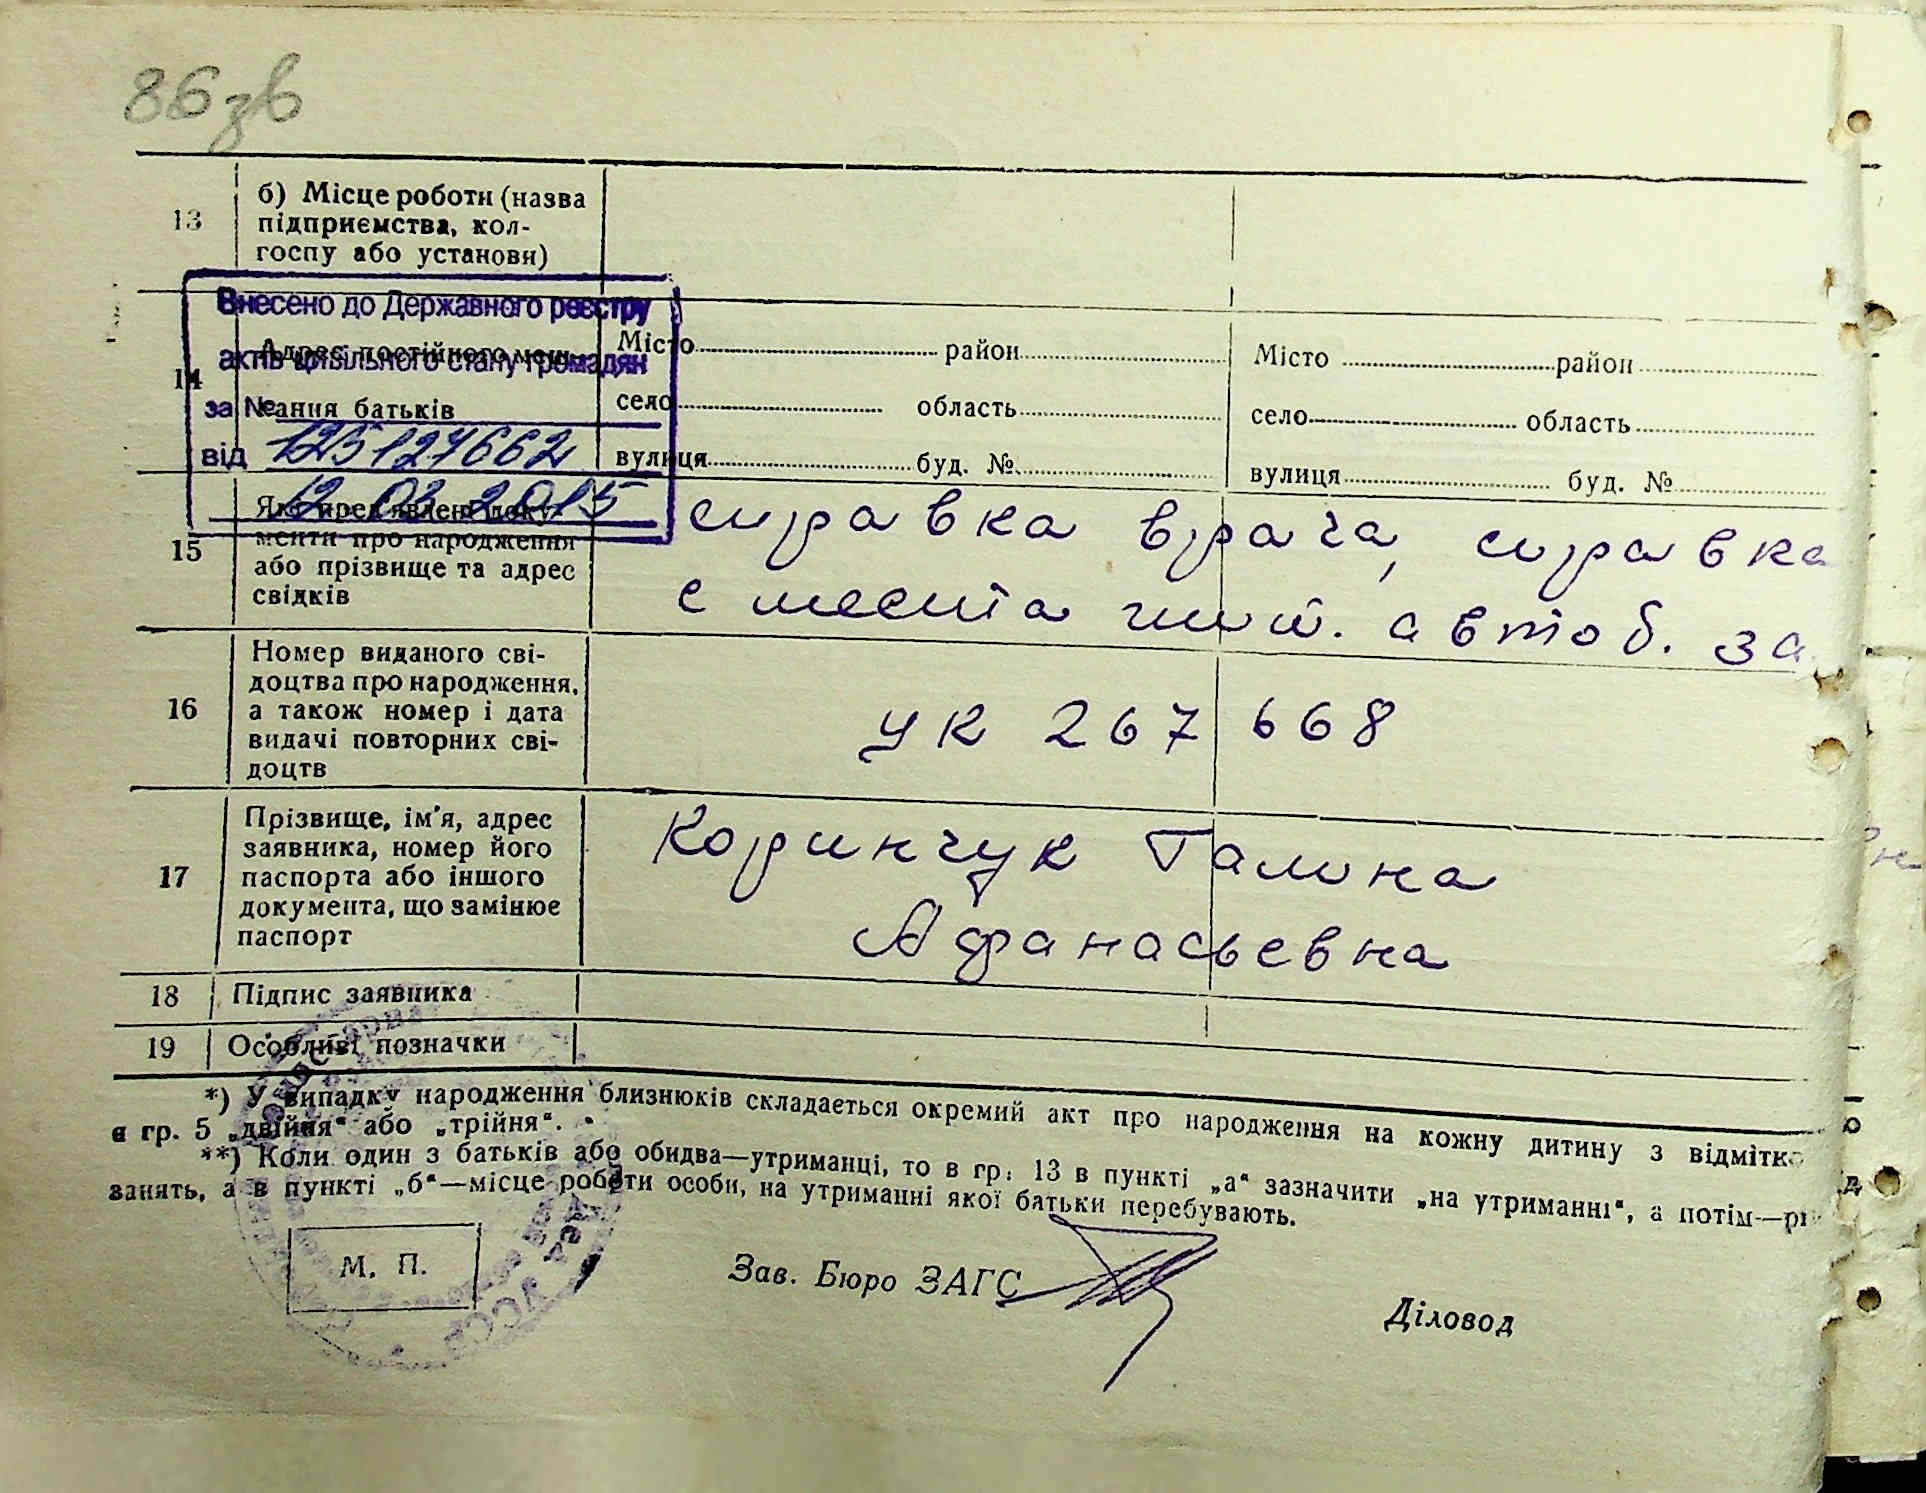 86зв
13
б) Місце роботи (назва
підприємства, кол-
госпу або установи)
Внесено до Державного реєстру
актів цивільного стану громадян
за №
від 125127662
12.03.2015
14
Адрес постійного меш-
кання батьків
Місто район
село область
вулиця буд. №
Місто район
село область
вулиця буд. №
15
Які пред'явлені доку-
менти про народження
або прізвище та адрес
свідків
справка врача, справка
с места жит. автоб. за
16
Номер виданого сві-
доцтва про народження,
а також номер і дата
видачі повторних сві-
доцтв
УК 267 668
17
Прізвище, ім'я, адрес
заявника, номер його
паспорта або іншого
документа, що замінює
паспорт
Коринчук Галина
Афанасьевна
18 Підпис заявника
19 Особливі позначки
*) У випадку народження близнюків складається окремий акт про народження на кожну дитину з відмітко
в гр. 5 „двійня“ або „трійня“.
**) Коли один з батьків або обидва—утриманці, то в гр. 13 в пункті „а“ зазначити „на утриманні“, а потім—рі
занять, а в пункті „б“—місце роботи особи, на утриманні якої батьки перебувають.
М. П.
Зав. Бюро ЗАГС
Діловод
УССР